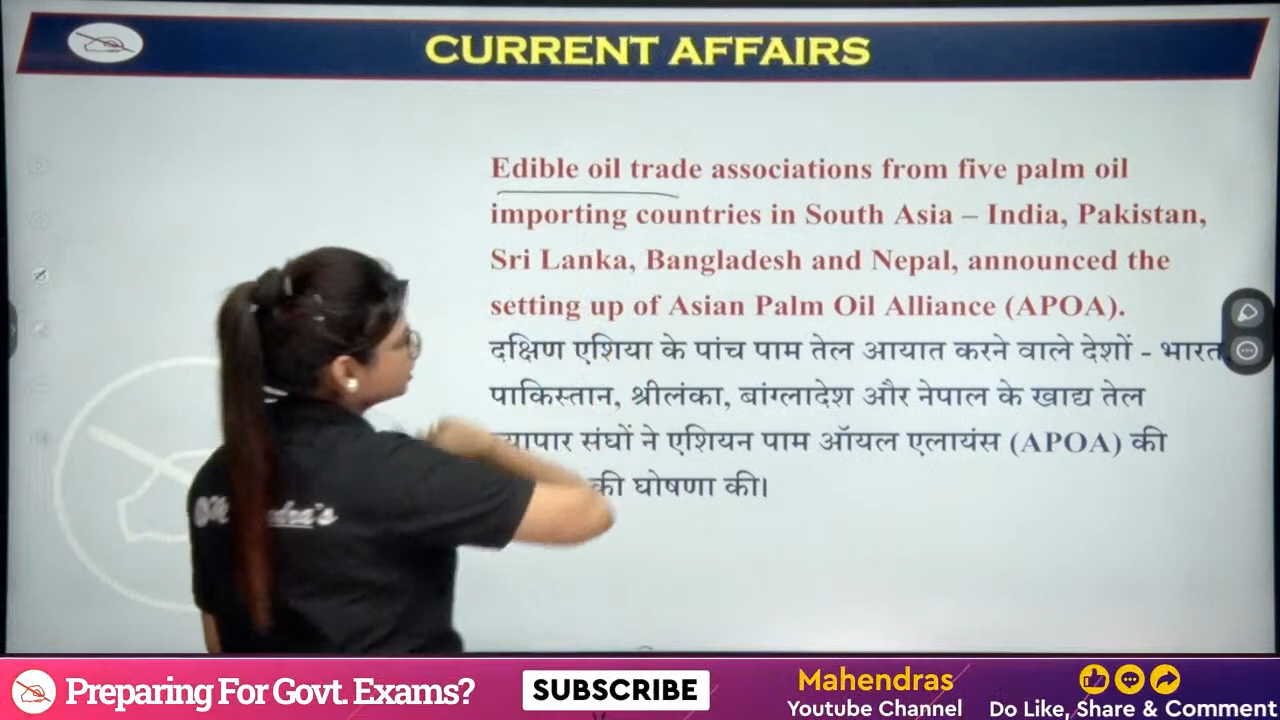 CURRENT AFFAIRS
Edible oil trade associations from five palm oil
importing countries in South Asia – India, Pakistan,
Sri Lanka, Bangladesh and Nepal, announced the
setting up of Asian Palm Oil Alliance (APOA).
दक्षिण एशिया के पांच पाम तेल आयात करने वाले देशों - भारत
पाकिस्तान, श्रीलंका, बांग्लादेश और नेपाल के खाद्य तेल
संघों ने एशियन पाम ऑयल एलायंस (APOA) की
की घोषणा की।
Preparing For Govt. Exams?
SUBSCRIBE
Mahendras
Youtube Channel
Do Like, Share & Comment